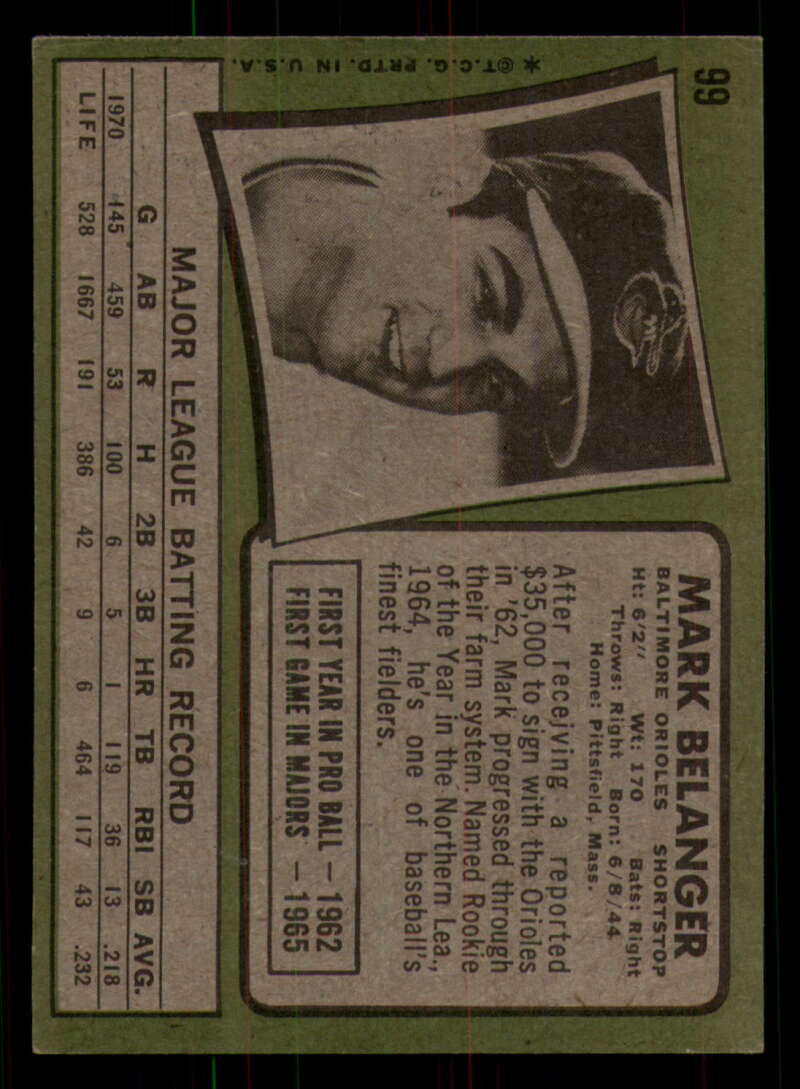 99
* ©T.C.G. PRTD. IN U.S.A.
MARK BELANGER
BALTIMORE ORIOLES SHORTSTOP
Ht: 6'2" Wt: 170 Bats: Right
Throws: Right Born: 6/8/44
Home: Pittsfield, Mass.
After receiving a reported
$35,000 to sign with the Orioles
in '62, Mark progressed through
their farm system. Named Rookie
of the Year in the Northern Lea.,
1964, he's one of baseball's
finest fielders.
FIRST YEAR IN PRO BALL — 1962
FIRST GAME IN MAJORS — 1965
MAJOR LEAGUE BATTING RECORD
G AB R H 2B 3B HR TB RBI SB AVG.
1970 145 459 53 100 6 5 1 119 36 13 .218
LIFE 528 1667 191 386 42 9 6 464 117 43 .232